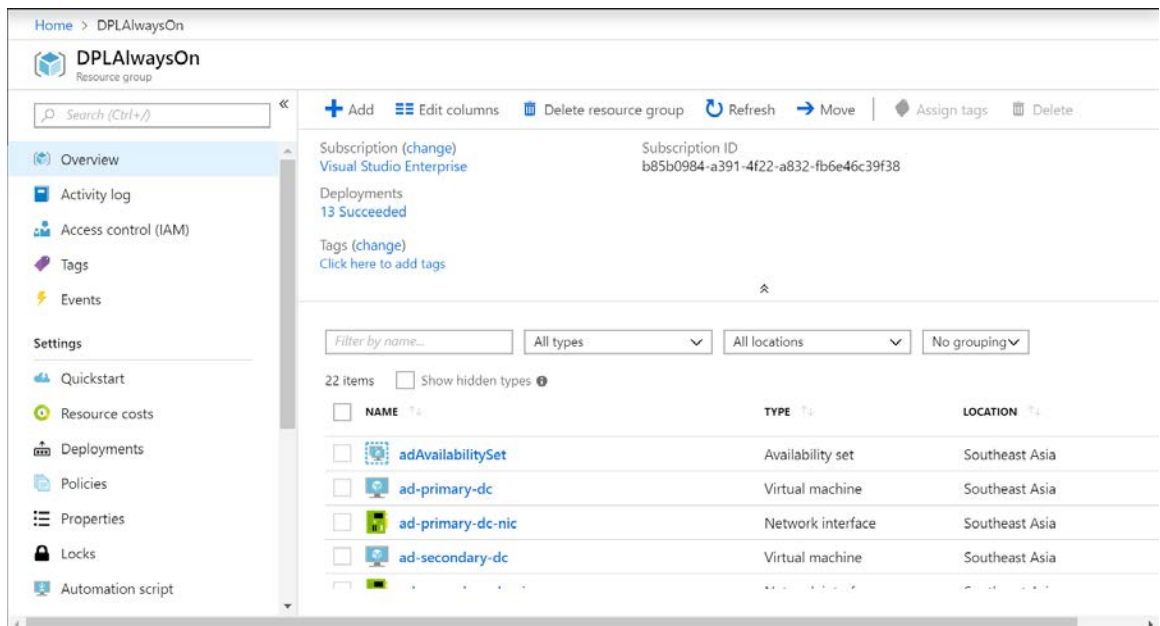 Home > DPLAlwaysOn
DPLAlwaysOn
Resource group
Search (Ctrl+/)
«
Add
Edit columns
Delete resource group
Refresh
Move
Assign tags
Delete
Overview
Activity log
Access control (IAM)
Tags
Events
Settings
Quickstart
Resource costs
Deployments
Policies
Properties
Locks
Automation script
Subscription (change)
Visual Studio Enterprise
Subscription ID
b85b0984-a391-4f22-a832-fb6e46c39f38
Deployments
13 Succeeded
Tags (change)
Click here to add tags
Filter by name...
All types
All locations
No grouping
22 items
Show hidden types
NAME TYPE LOCATION
adAvailabilitySet Availability set Southeast Asia
ad-primary-dc Virtual machine Southeast Asia
ad-primary-dc-nic Network interface Southeast Asia
ad-secondary-dc Virtual machine Southeast Asia